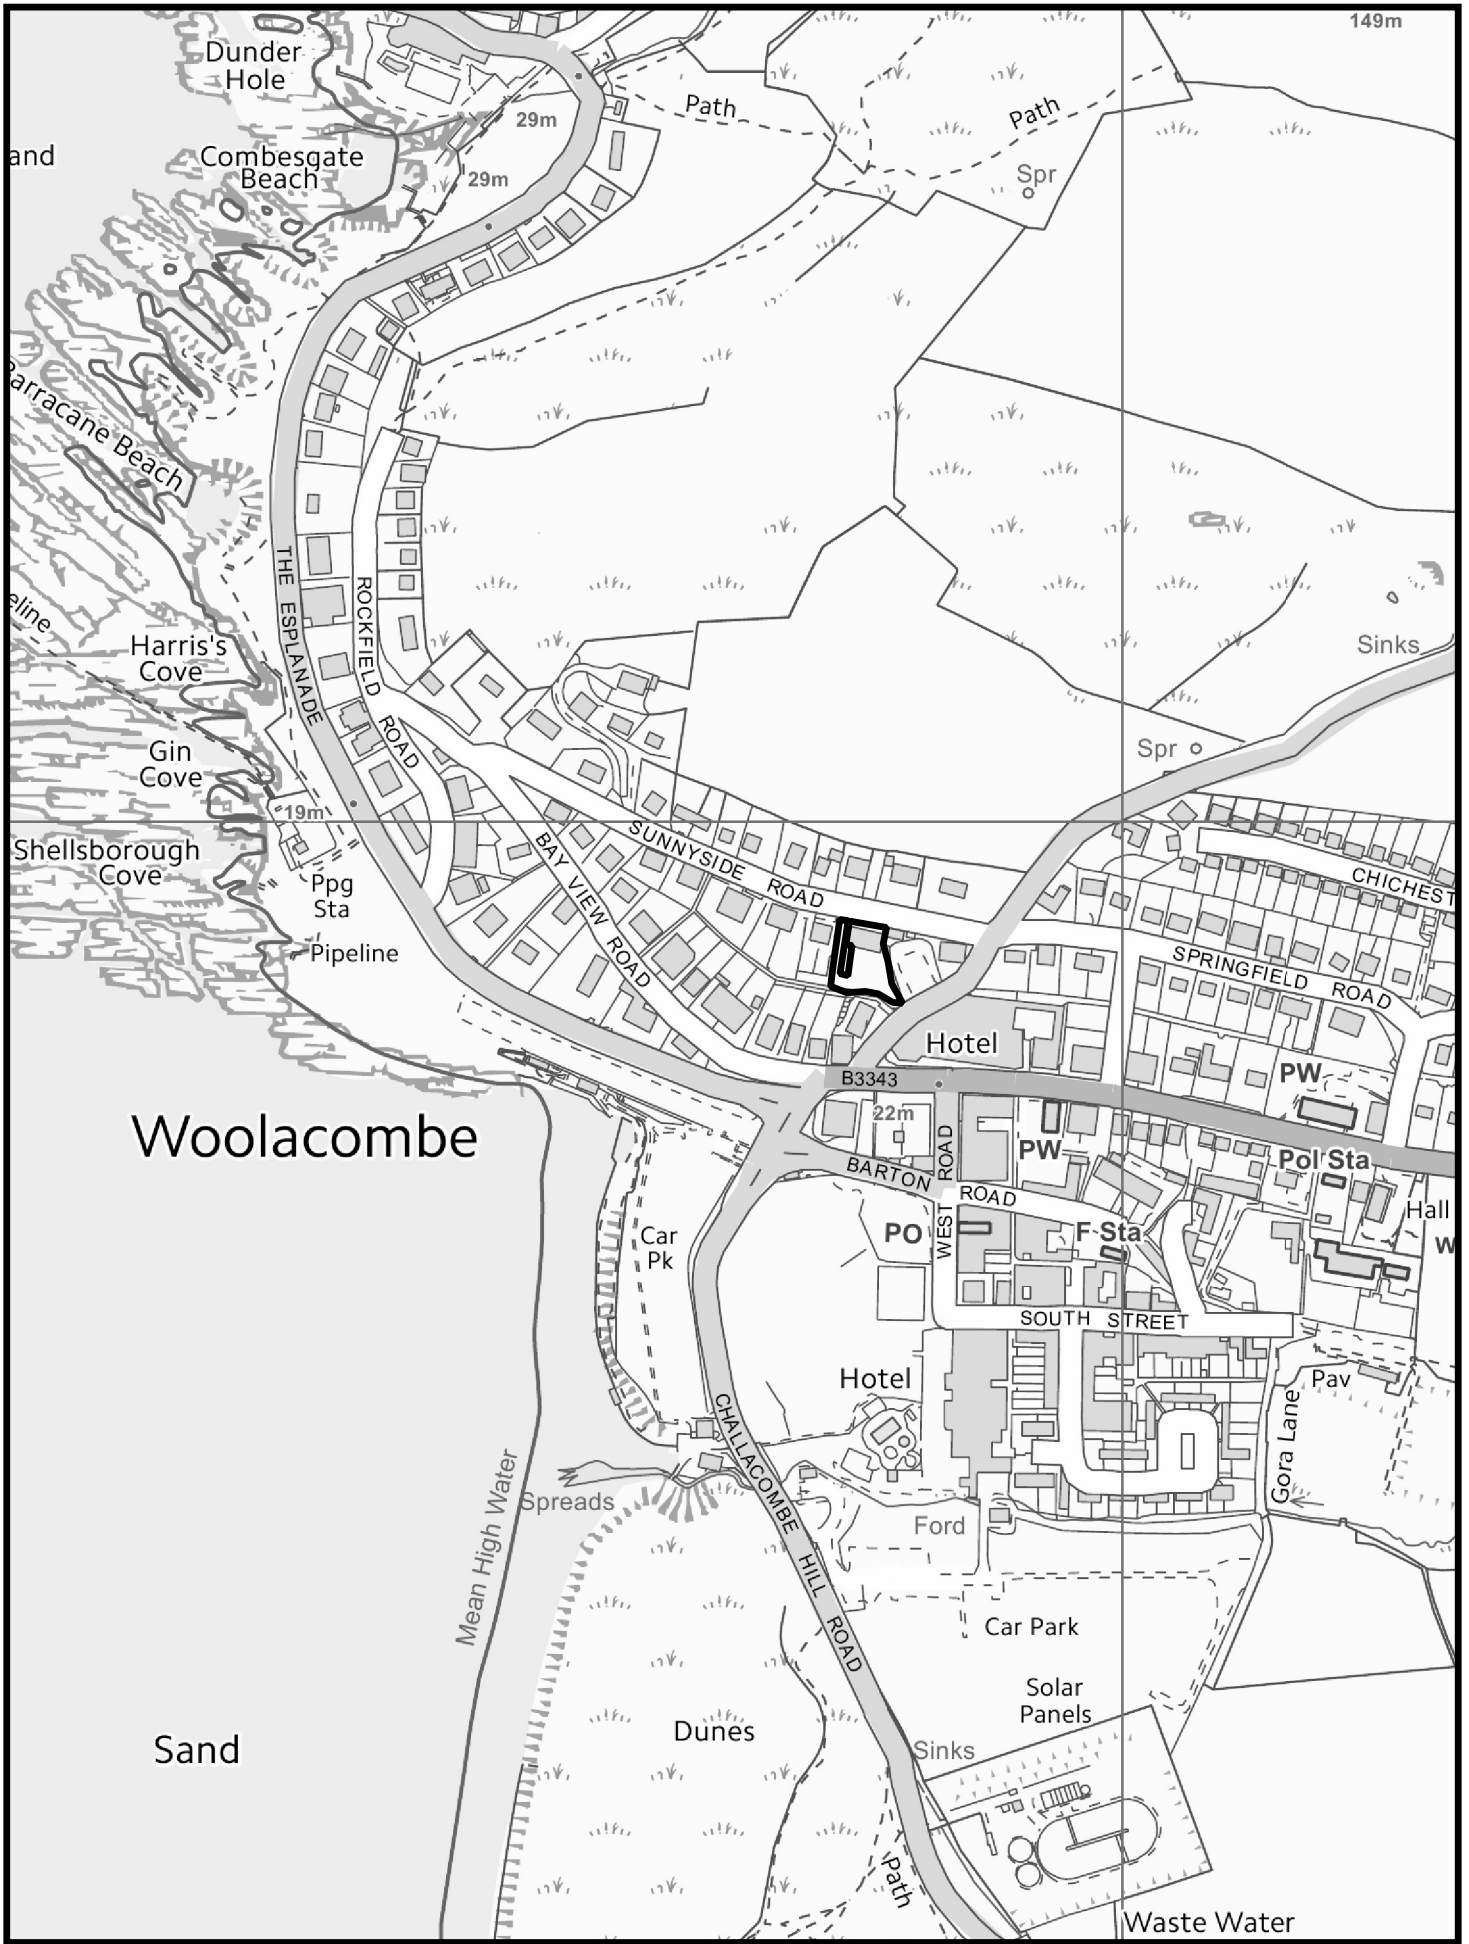 149m
Dunder
Hole
Path
Path
29m
and
Combesgate
Beach
29m
Spr
arracane Beach
THE ESPLANADE
ROCKFIELD ROAD
eline
Harris's
Cove
Sinks
Gin
Cove
Spr
19m
SUNNYSIDE ROAD
BAY VIEW ROAD
Shellsborough
Cove
CHICHEST
Ppg
Sta
Pipeline
SPRINGFIELD ROAD
Hotel
B3343
PW
22m
Woolacombe
PW
Pol Sta
BARTON ROAD
WEST ROAD
Hall
W
Car
Pk
PO
F Sta
SOUTH STREET
Hotel
Pav
Gora Lane
CHALLACOMBE HILL ROAD
Mean High Water
Spreads
Ford
Car Park
Solar
Panels
Dunes
Sand
Sinks
Path
Waste Water